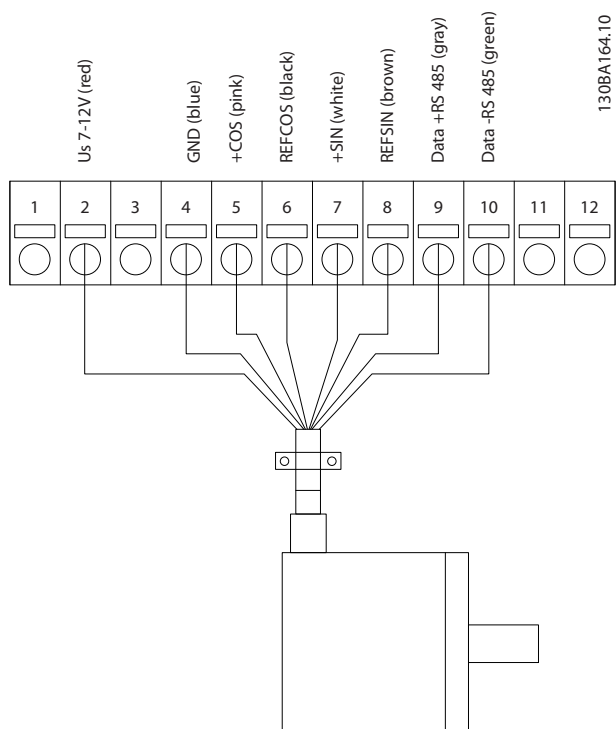 Us 7-12V (red)
GND (blue)
+COS (pink)
REFCOS (black)
+SIN (white)
REFSIN (brown)
Data +RS 485 (gray)
Data -RS 485 (green)
130BA164.10
1 2 3 4 5 6 7 8 9 10 11 12